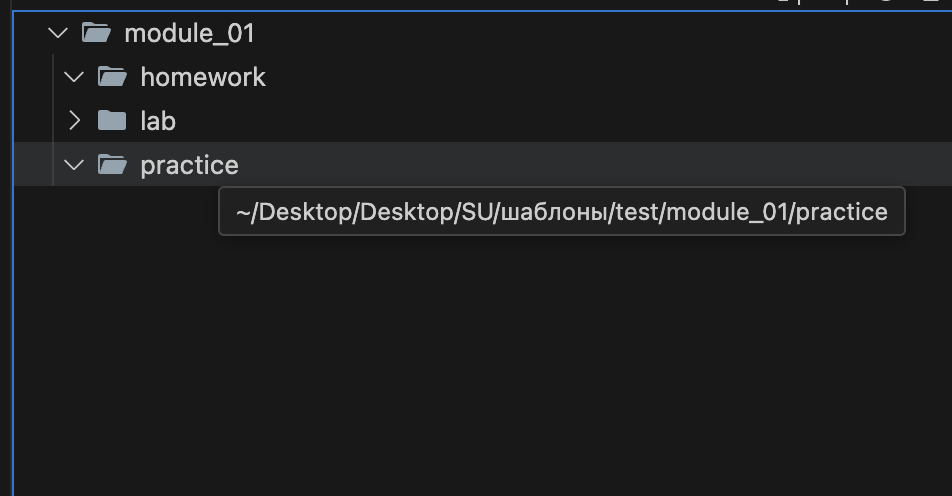 module_01
homework
lab
practice
~/Desktop/Desktop/SU/шаблоны/test/module_01/practice